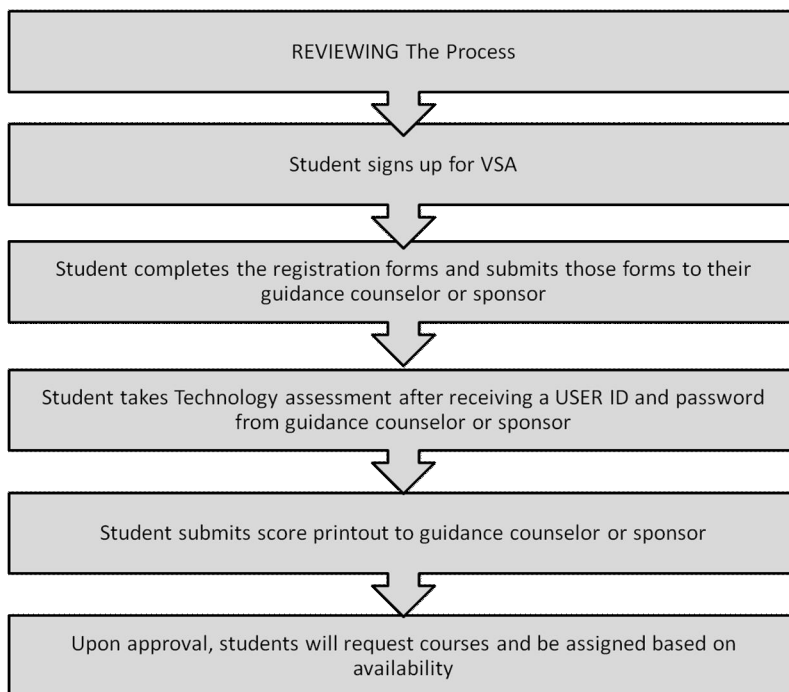 REVIEWING The Process
Student signs up for VSA
Student completes the registration forms and submits those forms to their
guidance counselor or sponsor
Student takes Technology assessment after receiving a USER ID and password
from guidance counselor or sponsor
Student submits score printout to guidance counselor or sponsor
Upon approval, students will request courses and be assigned based on
availability